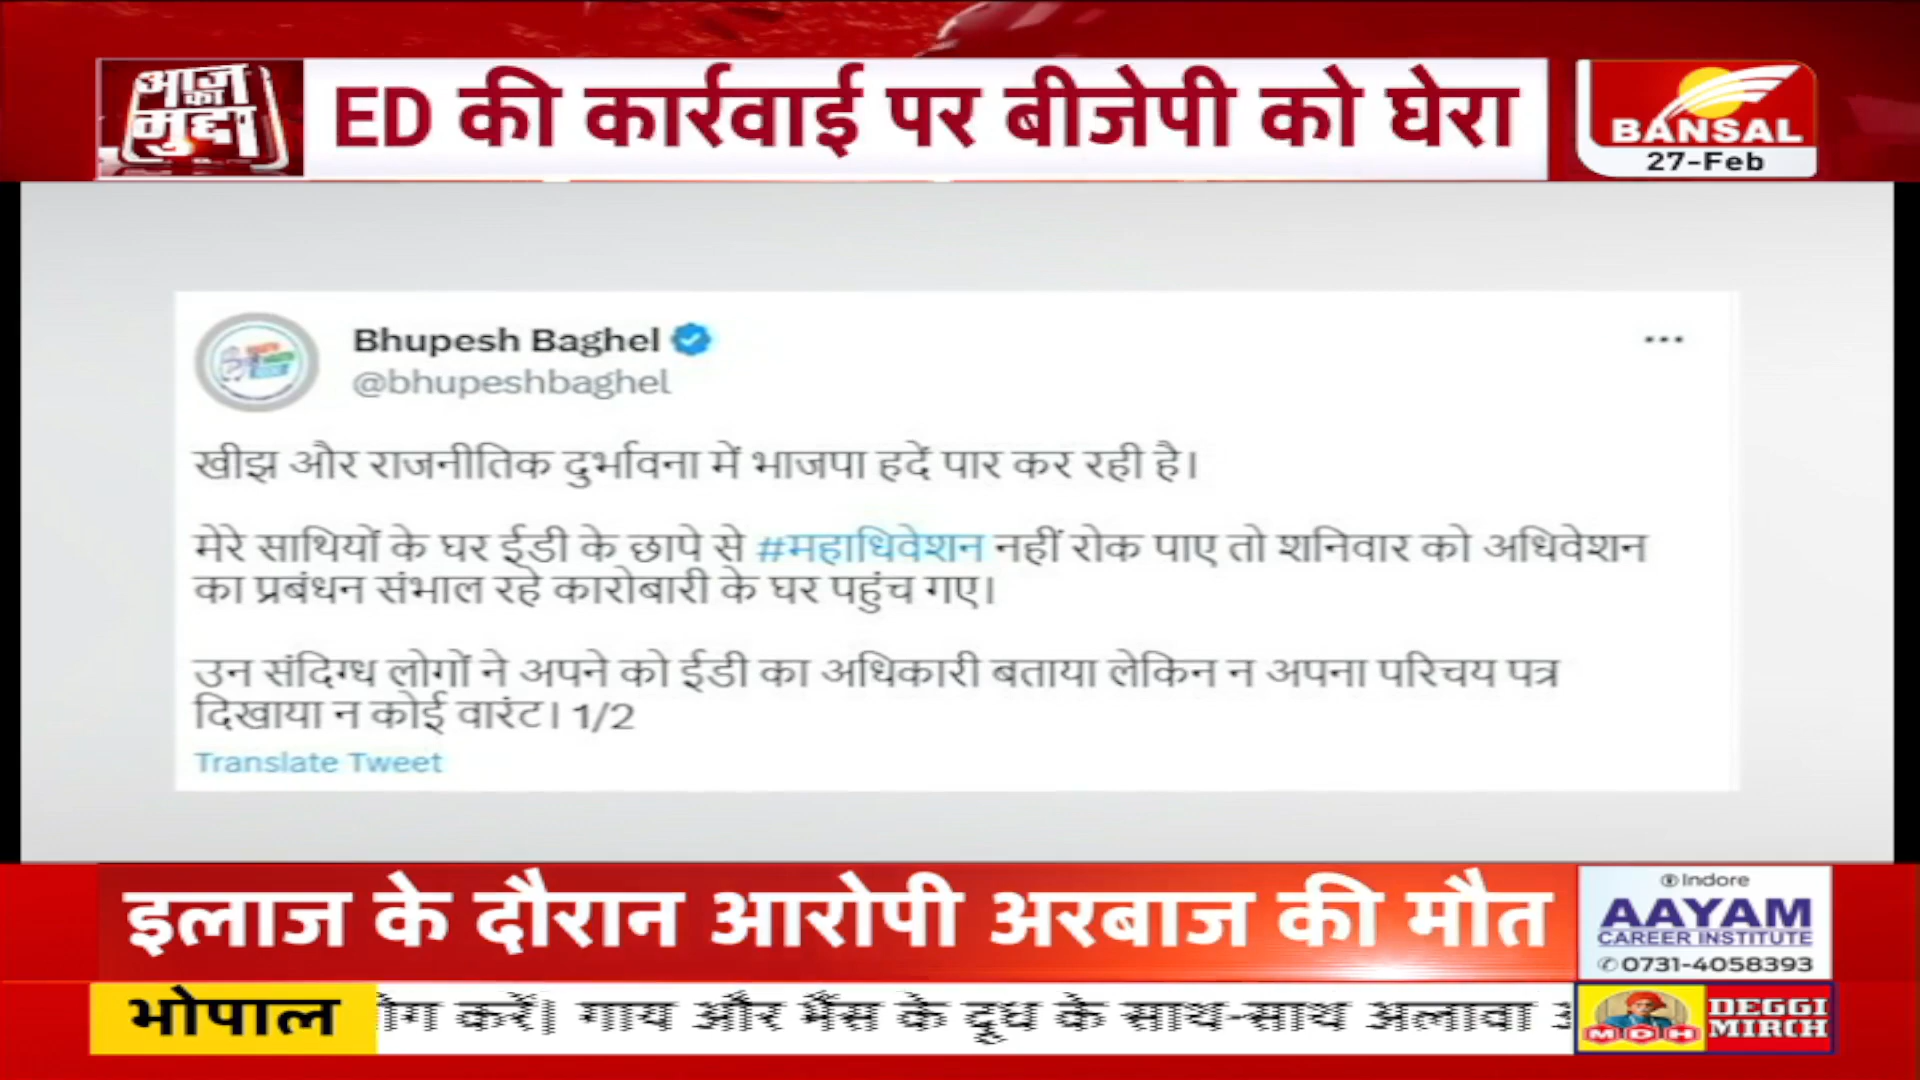 आज
का
मुद्दा
ED की कार्रवाई पर बीजेपी को घेरा
BANSAL
27-Feb
Bhupesh Baghel
@bhupeshbaghel
खीझ और राजनीतिक दुर्भावना में भाजपा हदें पार कर रही है।
मेरे साथियों के घर ईडी के छापे से #महाधिवेशन नहीं रोक पाए तो शनिवार को अधिवेशन
का प्रबंधन संभाल रहे कारोबारी के घर पहुंच गए।
उन संदिग्ध लोगों ने अपने को ईडी का अधिकारी बताया लेकिन न अपना परिचय पत्र
दिखाया न कोई वारंट। 1/2
Translate Tweet
इलाज के दौरान आरोपी अरबाज की मौत
Indore
AAYAM
CAREER INSTITUTE
0731-4058393
भोपाल
करें। गाय और भैंस के दूध के साथ-साथ अलावा
MDH
DEGGI
MIRCH